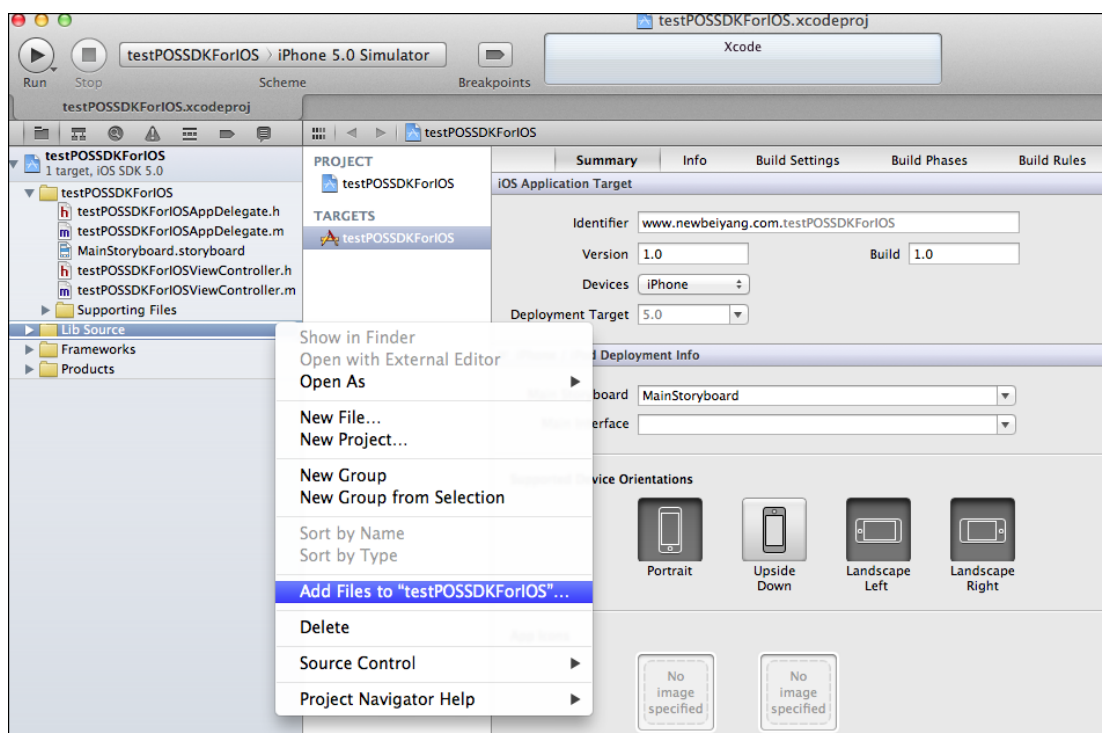 testPOSSDKForIOS.xcodeproj
testPOSSDKForIOS iPhone 5.0 Simulator
Xcode
Run Stop Scheme Breakpoints
testPOSSDKForIOS.xcodeproj
testPOSSDKForIOS
testPOSSDKForIOS
1 target, iOS SDK 5.0
testPOSSDKForIOS
testPOSSDKForIOSAppDelegate.h
testPOSSDKForIOSAppDelegate.m
MainStoryboard.storyboard
testPOSSDKForIOSViewController.h
testPOSSDKForIOSViewController.m
Supporting Files
Lib Source
Frameworks
Products
PROJECT
testPOSSDKForIOS
TARGETS
testPOSSDKForIOS
Summary Info Build Settings Build Phases Build Rules
iOS Application Target
Identifier www.newbeiyang.com.testPOSSDKForIOS
Version 1.0 Build 1.0
Devices iPhone
Deployment Target 5.0
Deployment Info
board MainStoryboard
erface
vice Orientations
Portrait
Upside Down
Landscape Left
Landscape Right
No image specified
No image specified
Show in Finder
Open with External Editor
Open As
New File...
New Project...
New Group
New Group from Selection
Sort by Name
Sort by Type
Add Files to “testPOSSDKForIOS”...
Delete
Source Control
Project Navigator Help